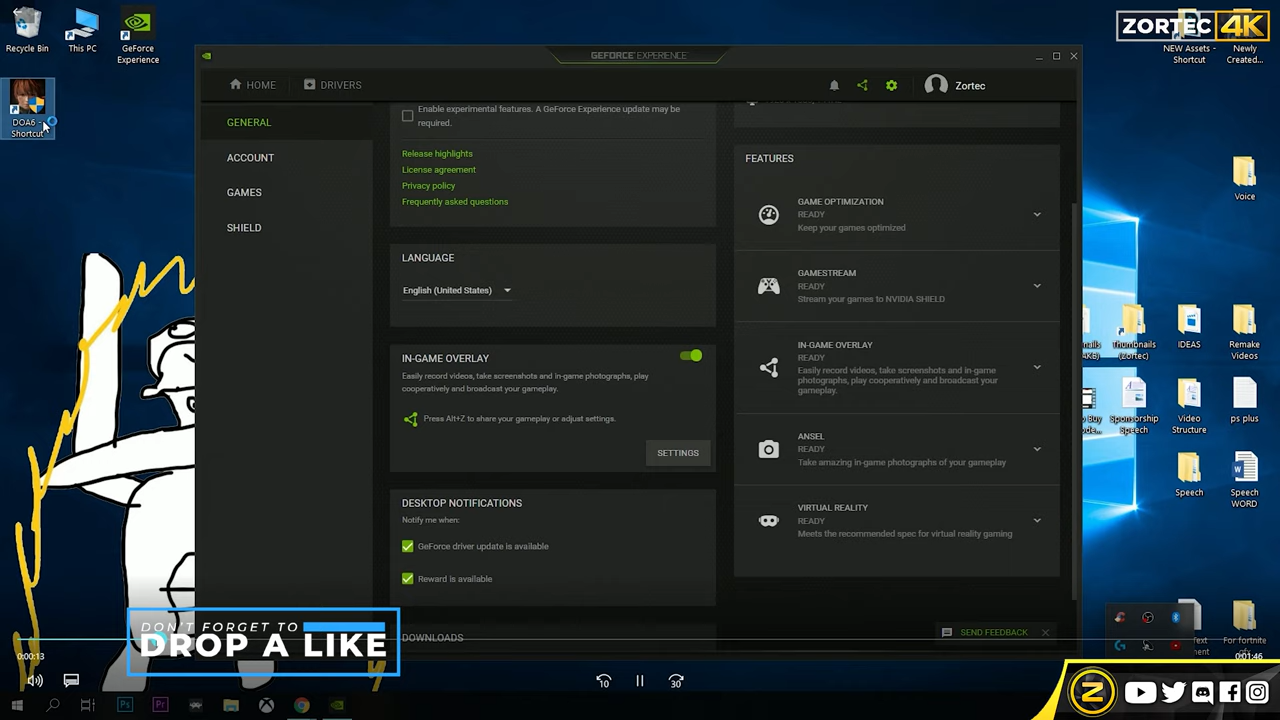 Recycle Bin
This PC
GeForce
Experience
DOA6 -
Shortcut
ZORTEC 4K
NEW Assets -
Shortcut
Newly
Created...
GEFORCE EXPERIENCE
HOME
DRIVERS
Zortec
GENERAL
ACCOUNT
GAMES
SHIELD
Enable experimental features. A GeForce Experience update may be
required.
Release highlights
License agreement
Privacy policy
Frequently asked questions
LANGUAGE
English (United States)
IN-GAME OVERLAY
Easily record videos, take screenshots and in-game photographs, play
cooperatively and broadcast your gameplay.
Press Alt+Z to share your gameplay or adjust settings.
SETTINGS
DESKTOP NOTIFICATIONS
Notify me when:
GeForce driver update is available
Reward is available
DOWNLOADS
FEATURES
GAME OPTIMIZATION
READY
Keep your games optimized
GAMESTREAM
READY
Stream your games to NVIDIA SHIELD
IN-GAME OVERLAY
READY
Easily record videos, take screenshots and in-game
photographs, play cooperatively and broadcast your
gameplay.
ANSEL
READY
Take amazing in-game photographs of your gameplay
VIRTUAL REALITY
READY
Meets the recommended spec for virtual reality gaming
SEND FEEDBACK
Voice
Thumbnails
(Zortec)
IDEAS
Remake
Videos
Buy
Sponsorship
Speech
Video
Structure
ps plus
Speech
Speech
WORD
Text
For fortnite
DON'T FORGET TO
DROP A LIKE
0:00:13
0:01:46
10
30
Ps
Pr
Z